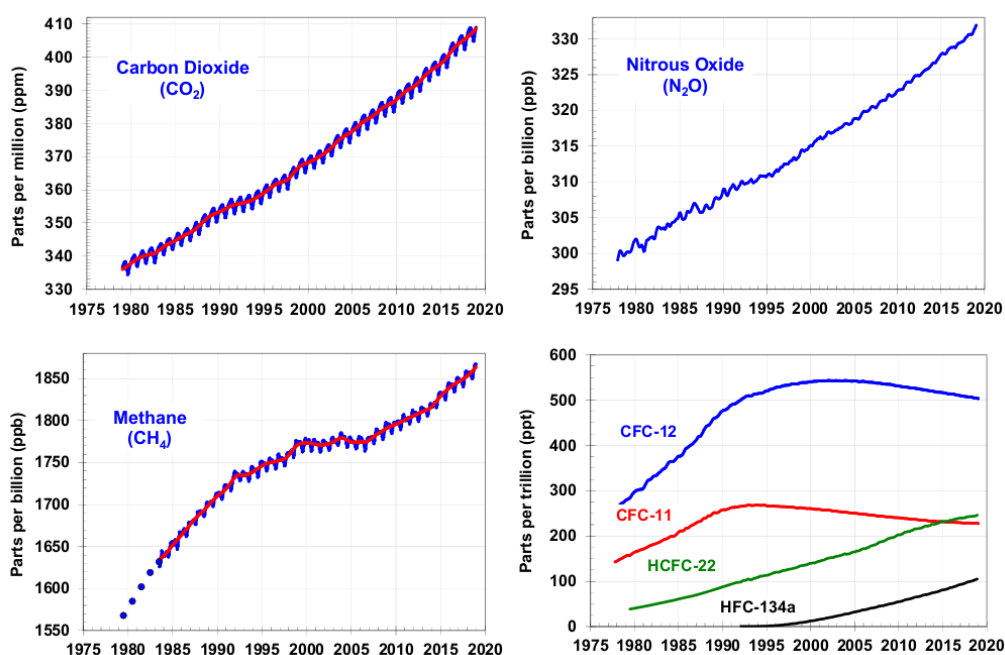 Parts per million (ppm)
410
400
390
380
370
360
350
340
330
Carbon Dioxide
(CO₂)
1975 1980 1985 1990 1995 2000 2005 2010 2015 2020
Parts per billion (ppb)
330
325
320
315
310
305
300
295
Nitrous Oxide
(N₂O)
1975 1980 1985 1990 1995 2000 2005 2010 2015 2020
Parts per billion (ppb)
1850
1800
1750
1700
1650
1600
1550
Methane
(CH₄)
1975 1980 1985 1990 1995 2000 2005 2010 2015 2020
Parts per trillion (ppt)
600
500
400
300
200
100
0
CFC-12
CFC-11
HCFC-22
HFC-134a
1975 1980 1985 1990 1995 2000 2005 2010 2015 2020